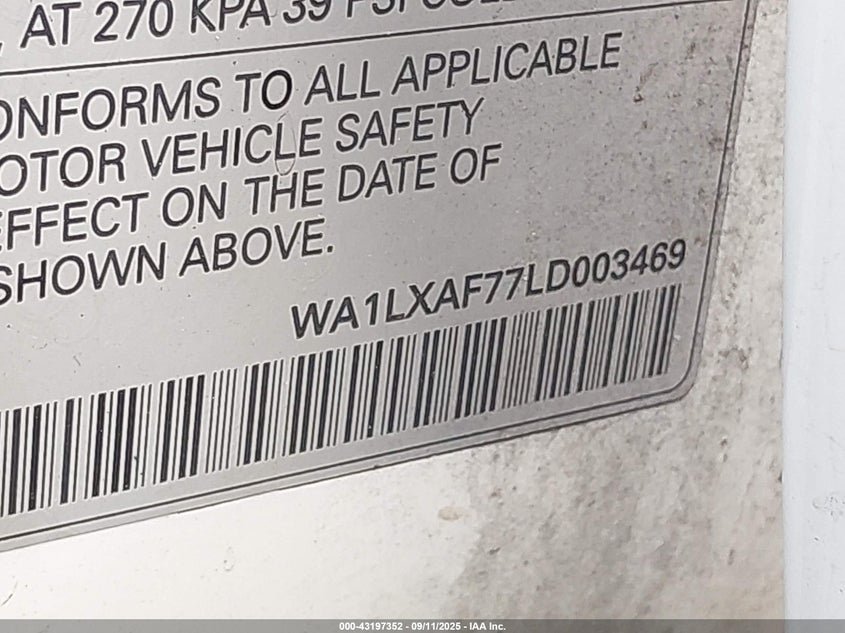 , AT 270 KPA 39 PSI COLD
ONFORMS TO ALL APPLICABLE
OTOR VEHICLE SAFETY
EFFECT ON THE DATE OF
SHOWN ABOVE.
WA1LXAF77LD003469
000-43197352 - 09/11/2025 - IAA Inc.